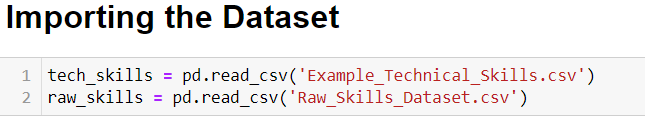 Importing the Dataset
1 tech_skills = pd.read_csv('Example_Technical_Skills.csv')
2 raw_skills = pd.read_csv('Raw_Skills_Dataset.csv')